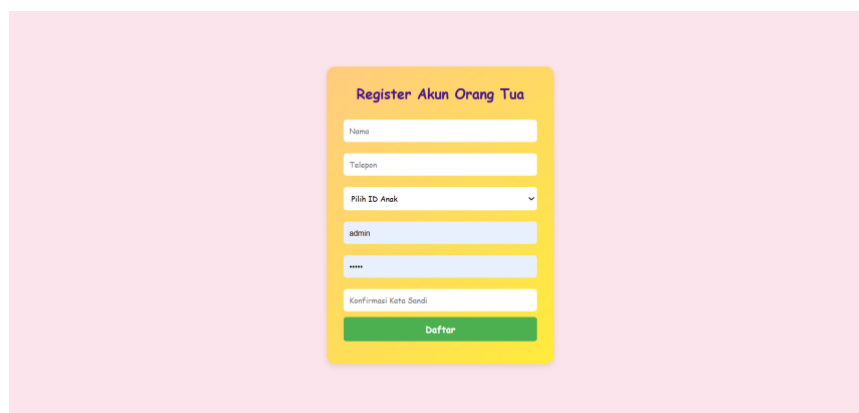 Register Akun Orang Tua
Nama
Telepon
Pilih ID Anak
admin
•••••
Konfirmasi Kata Sandi
Daftar